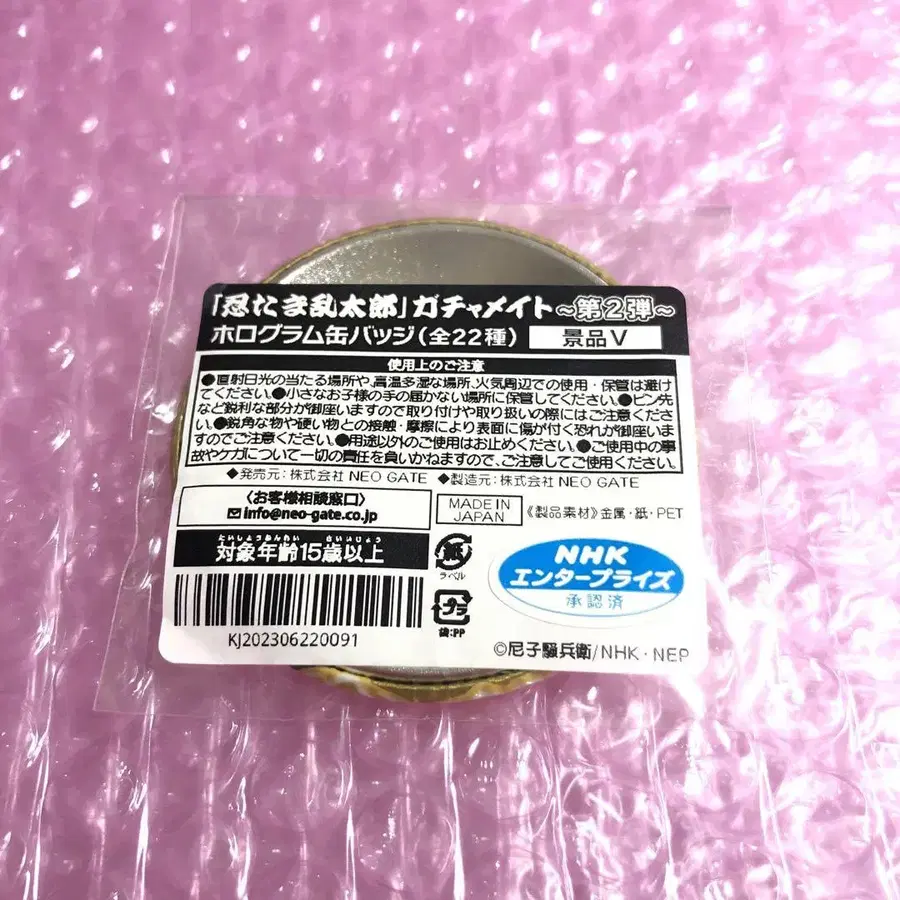 「忍たま乱太郎」ガチャメイト～第2弾～
ホログラム缶バッジ(全22種) 景品V
使用上のご注意
●直射日光の当たる場所や、高温多湿な場所、火気周辺での使用・保管は避け
てください。●小さなお子様の手の届かない場所に保管してください。●ピン先
など鋭利な部分が御座いますので取り付けや取り扱いの際にはご注意くださ
い。●鋭角な物や硬い物との接触・摩擦により表面に傷が付く恐れが御座いま
すのでご注意ください。●用途以外のご使用はお止めください。●ご使用中の事
故やケガについて一切の責任を負いかねますので、ご注意してご使用ください。
◆発売元:株式会社 NEO GATE ◆製造元:株式会社 NEO GATE
〈お客様相談窓口〉
info@neo-gate.co.jp
MADE IN
JAPAN
《製品素材》金属・紙・PET
たいしょうねんれい さいいじょう
対象年齢15歳以上
紙
ラベル
プラ
袋:PP
NHK
エンタープライズ
承認済
KJ202306220091
©尼子騒兵衛/NHK・NEP